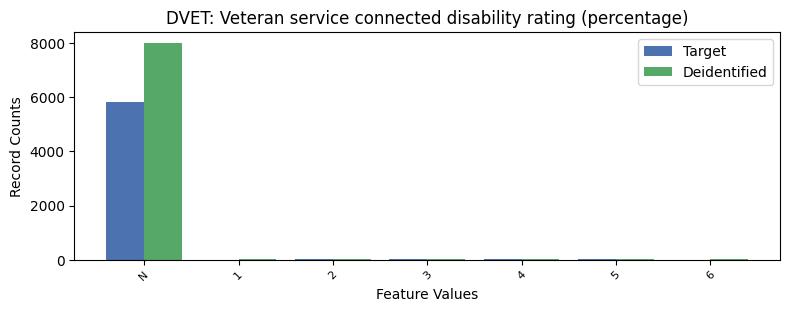 DVET: Veteran service connected disability rating (percentage)
Target
Deidentified
Record Counts
8000
6000
4000
2000
0
N 1 2 3 4 5 6
Feature Values